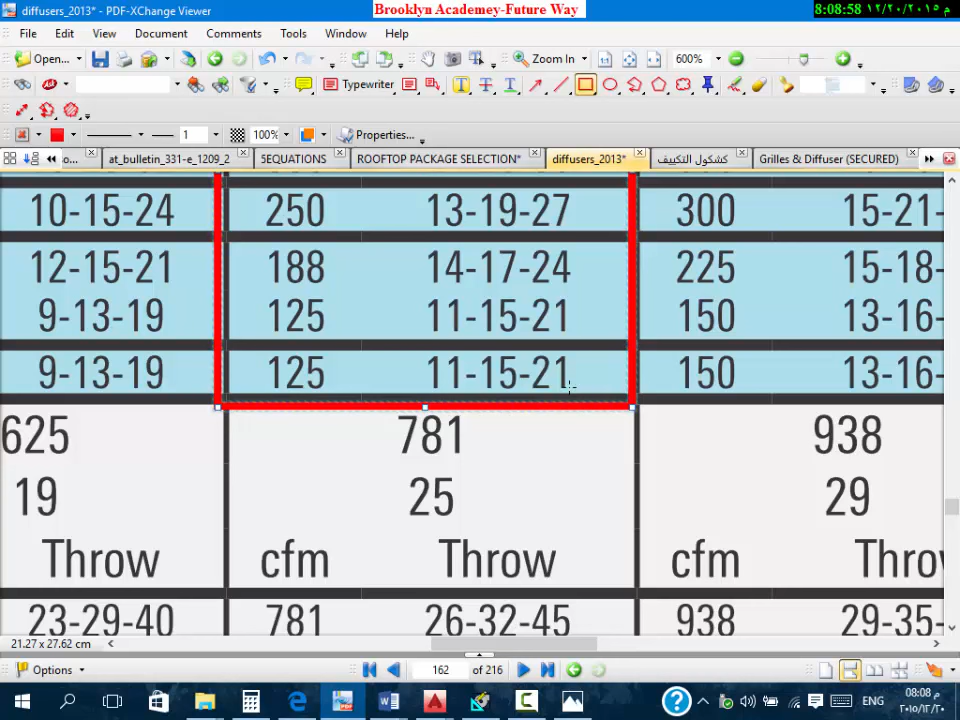 diffusers_2013* - PDF-XChange Viewer
Brooklyn Academey-Future Way
8:08:58 م ١٢/٢٠/٢٠١٥
File Edit View Document Comments Tools Window Help
Open... Zoom In 600%
Typewriter
1 100% Properties...
o... at_bulletin_331-e_1209_2 5EQUATIONS ROOFTOP PACKAGE SELECTION* diffusers_2013* كشكول التكييف Grilles & Diffuser (SECURED)
10-15-24 250 13-19-27 300 15-21-
12-15-21 188 14-17-24 225 15-18-
9-13-19 125 11-15-21 150 13-16-
9-13-19 125 11-15-21 150 13-16-
625 781 938
19 25 29
Throw cfm Throw cfm Throw
23-29-40 781 26-32-45 938 29-35-
21.27 x 27.62 cm
Options 162 of 216
ENG 08:08 م
٢٠١٥/١٢/٢٠